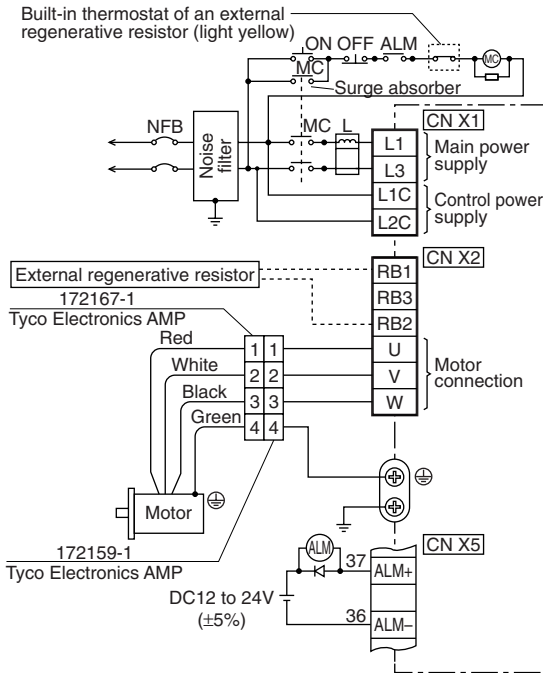 Built-in thermostat of an external
regenerative resistor (light yellow)
ON OFF ALM
MC
MC
Surge absorber
NFB
Noise
filter
MC L
CN X1
L1
L3
L1C
L2C
Main power
supply
Control power
supply
CN X2
External regenerative resistor
RB1
RB3
RB2
U
V
W
Motor
connection
172167-1
Tyco Electronics AMP
Red
White
Black
Green
1 1
2 2
3 3
4 4
Motor
172159-1
Tyco Electronics AMP
CN X5
ALM
37
ALM+
DC12 to 24V
(±5%)
36
ALM−